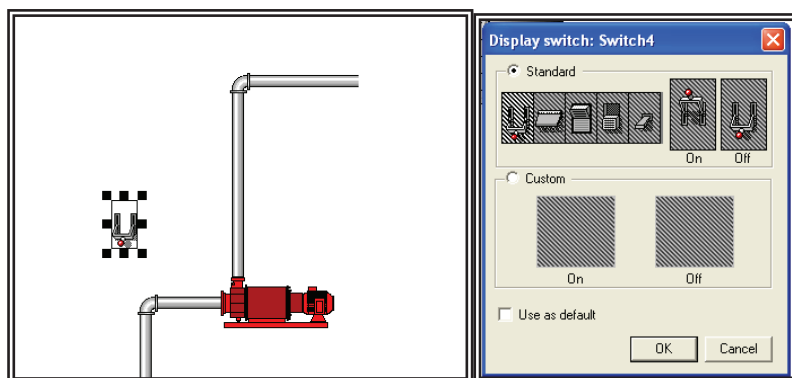 Display switch: Switch4
Standard
On Off
Custom
On Off
Use as default
OK Cancel